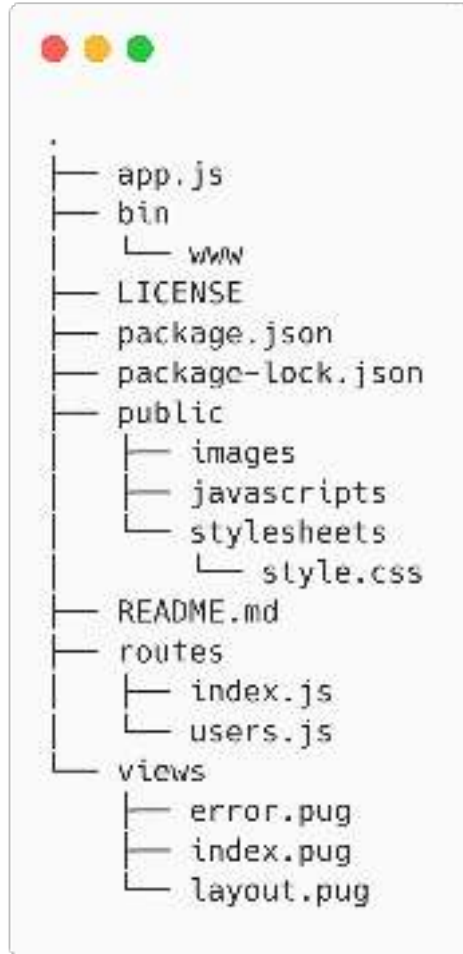 .
├── app.js
├── bin
│   └── www
├── LICENSE
├── package.json
├── package-lock.json
├── public
│   ├── images
│   ├── javascripts
│   └── stylesheets
│       └── style.css
├── README.md
├── routes
│   ├── index.js
│   └── users.js
└── views
    ├── error.pug
    ├── index.pug
    └── layout.pug